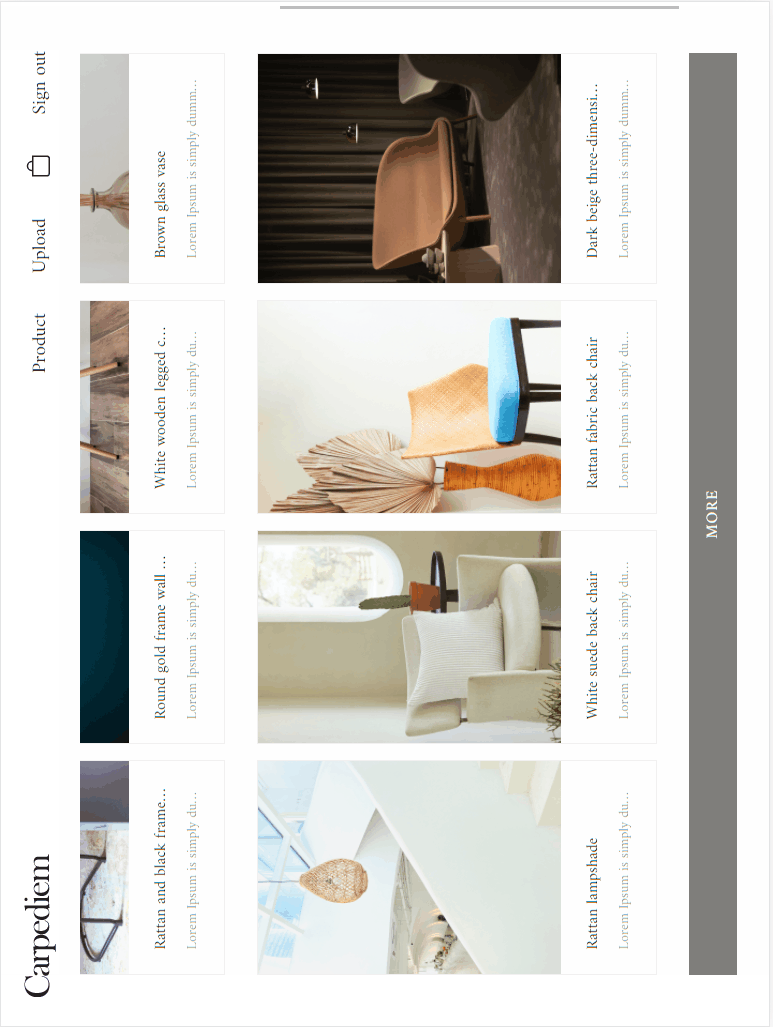 Carpediem
Product
Upload
Sign out
Rattan and black frame...
Lorem Ipsum is simply du...
Round gold frame wall ...
Lorem Ipsum is simply du...
White wooden legged c...
Lorem Ipsum is simply du...
Brown glass vase
Lorem Ipsum is simply dumm...
Rattan lampshade
Lorem Ipsum is simply du...
White suede back chair
Lorem Ipsum is simply du...
Rattan fabric back chair
Lorem Ipsum is simply du...
Dark beige three-dimensi...
Lorem Ipsum is simply dumm...
MORE